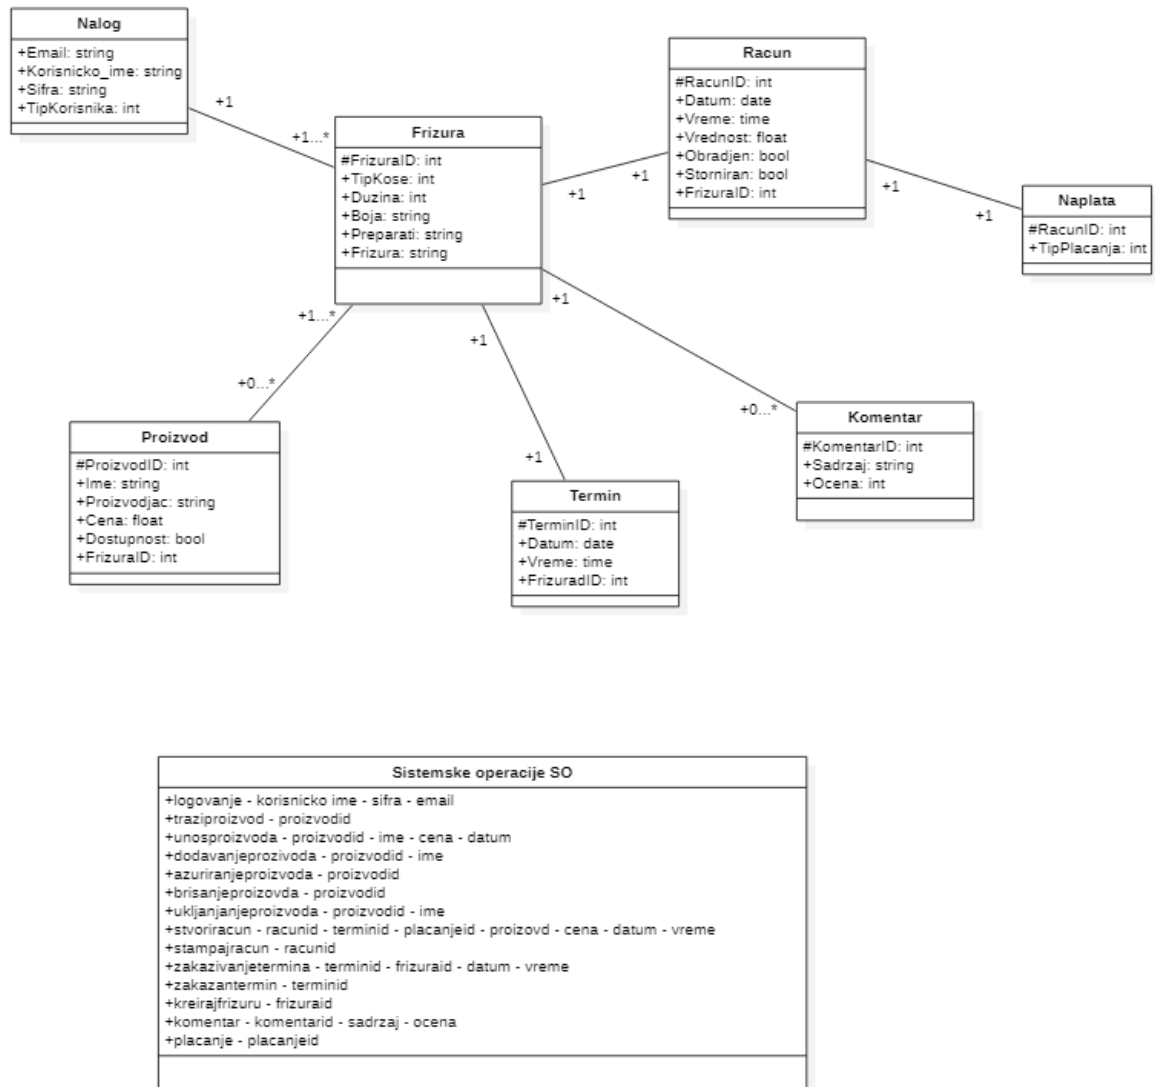 Nalog
+Email: string
+Korisnicko_ime: string
+Sifra: string
+TipKorisnika: int
+1
+1...*
Frizura
#FrizuraID: int
+TipKose: int
+Duzina: int
+Boja: string
+Preparati: string
+Frizura: string
+1
+1
Racun
#RacunID: int
+Datum: date
+Vreme: time
+Vrednost: float
+Obradjen: bool
+Storniran: bool
+FrizuraID: int
+1
+1
Naplata
#RacunID: int
+TipPlacanja: int
+1...*
+0...*
Proizvod
#ProizvodID: int
+Ime: string
+Proizvodjac: string
+Cena: float
+Dostupnost: bool
+FrizuraID: int
+1
+1
Termin
#TerminID: int
+Datum: date
+Vreme: time
+FrizuradID: int
+1
+0...*
Komentar
#KomentarID: int
+Sadrzaj: string
+Ocena: int
Sistemske operacije SO
+logovanje - korisnicko ime - sifra - email
+traziproizvod - proizvodid
+unosproizvoda - proizvodid - ime - cena - datum
+dodavanjeprozivoda - proizvodid - ime
+azuriranjeproizvoda - proizvodid
+brisanjeproizovda - proizvodid
+ukljanjanjeproizvoda - proizvodid - ime
+stvoriracun - racunid - terminid - placanjeid - proizovd - cena - datum - vreme
+stampajracun - racunid
+zakazivanjetermina - terminid - frizuraid - datum - vreme
+zakazantermin - terminid
+kreirajfrizuru - frizuraid
+komentar - komentarid - sadrzaj - ocena
+placanje - placanjeid